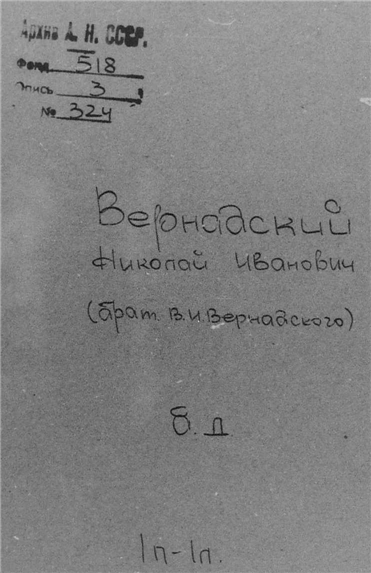 Архив А. Н. СССР.
Фонд 518
Опись 3
№ 324
Вернадский
Николай Иванович
(брат В.И.Вернадского)
б. д
1п-1п.